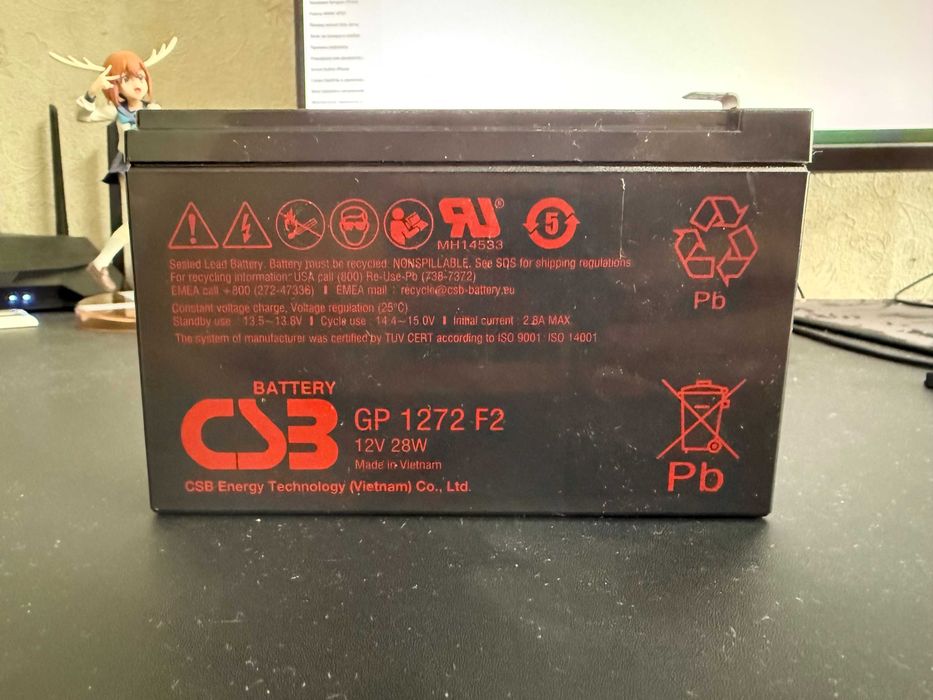 RU®
MH14533
5
Sealed Lead Battery. Battery must be recycled. NONSPILLABLE. See SQS for shipping regulations.
For recycling information: USA call (800) Re-Use-Pb (738-7372)
EMEA call : +800 (272-47336) I EMEA mail : recycle@csb-battery.eu
Constant voltage charge, Voltage regulation (25°C)
Standby use : 13.5~13.8V I Cycle use : 14.4~15.0V I Initial current : 2.8A MAX.
The system of manufacturer was certified by TUV CERT according to ISO 9001 ISO 14001
Pb
BATTERY
CSB
GP 1272 F2
12V 28W
Made in Vietnam
CSB Energy Technology (Vietnam) Co., Ltd.
Pb